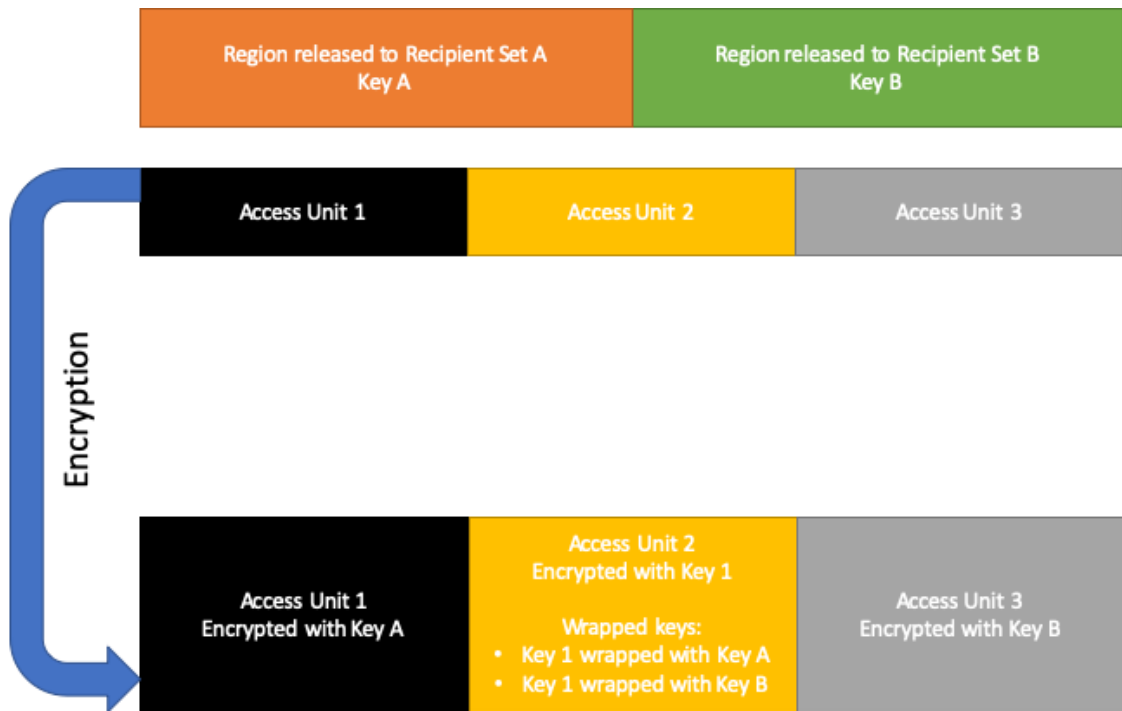 Region released to Recipient Set A
Key A
Region released to Recipient Set B
Key B
Access Unit 1
Access Unit 2
Access Unit 3
Encryption
Access Unit 1
Encrypted with Key A
Access Unit 2
Encrypted with Key 1
Wrapped keys:
• Key 1 wrapped with Key A
• Key 1 wrapped with Key B
Access Unit 3
Encrypted with Key B